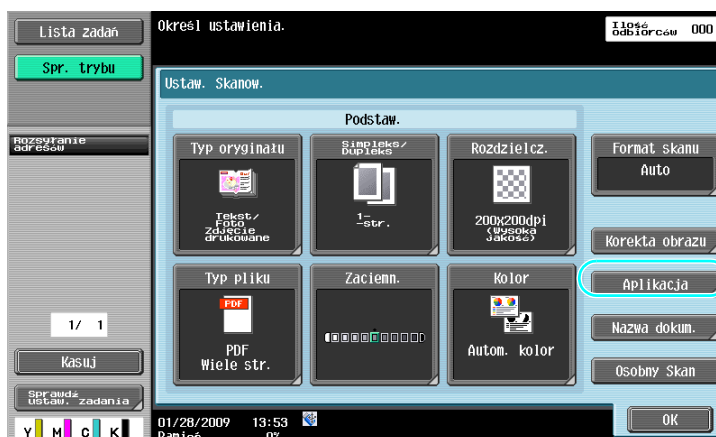 Lista zadań
Określ ustawienia.
Ilość
odbiorców 000
Spr. trybu
Ustaw. Skanow.
Podstaw.
Rozsyłanie
adresów
Typ oryginału
Tekst/
Foto
Zdjęcie
drukowane
Simpleks/
Dupleks
1-
-str.
Rozdzielcz.
200X200dpi
(Wysoka
Jakość)
Format skanu
Auto
Korekta obrazu
Typ pliku
PDF
PDF
Wiele str.
Zaciemn.
Kolor
Autom. kolor
Aplikacja
Nazwa dokum.
Osobny Skan
1/ 1
Kasuj
Sprawdź
ustaw. zadania
Y M C K
01/28/2009 13:53
Pamięć 0%
OK